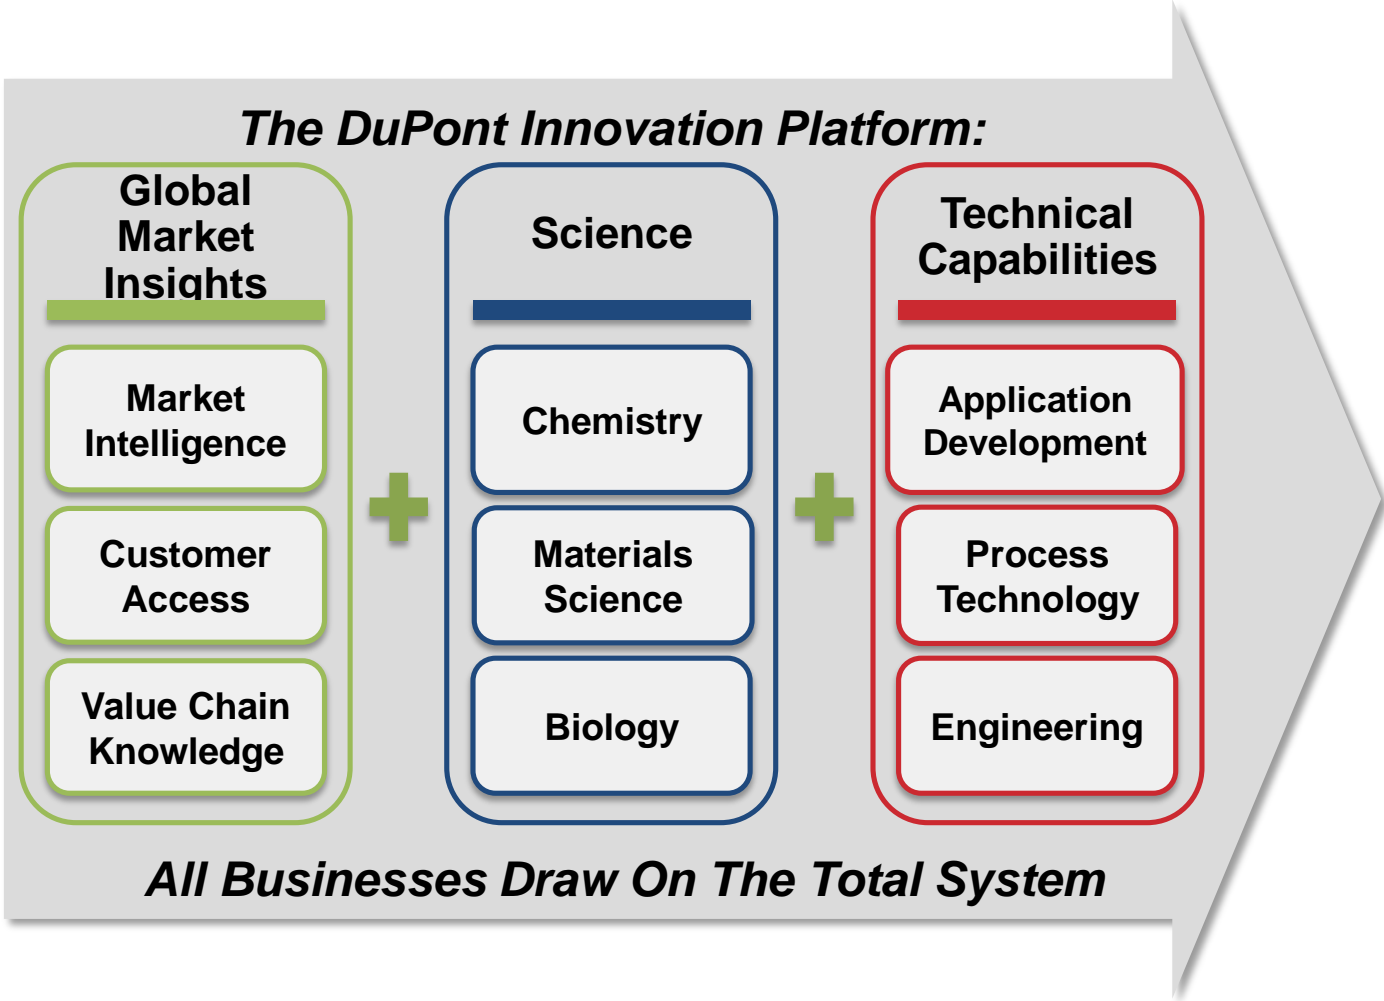 The DuPont Innovation Platform:
Global
Market
Insights
Market
Intelligence
Customer
Access
Value Chain
Knowledge
Science
Chemistry
Materials
Science
Biology
Technical
Capabilities
Application
Development
Process
Technology
Engineering
All Businesses Draw On The Total System